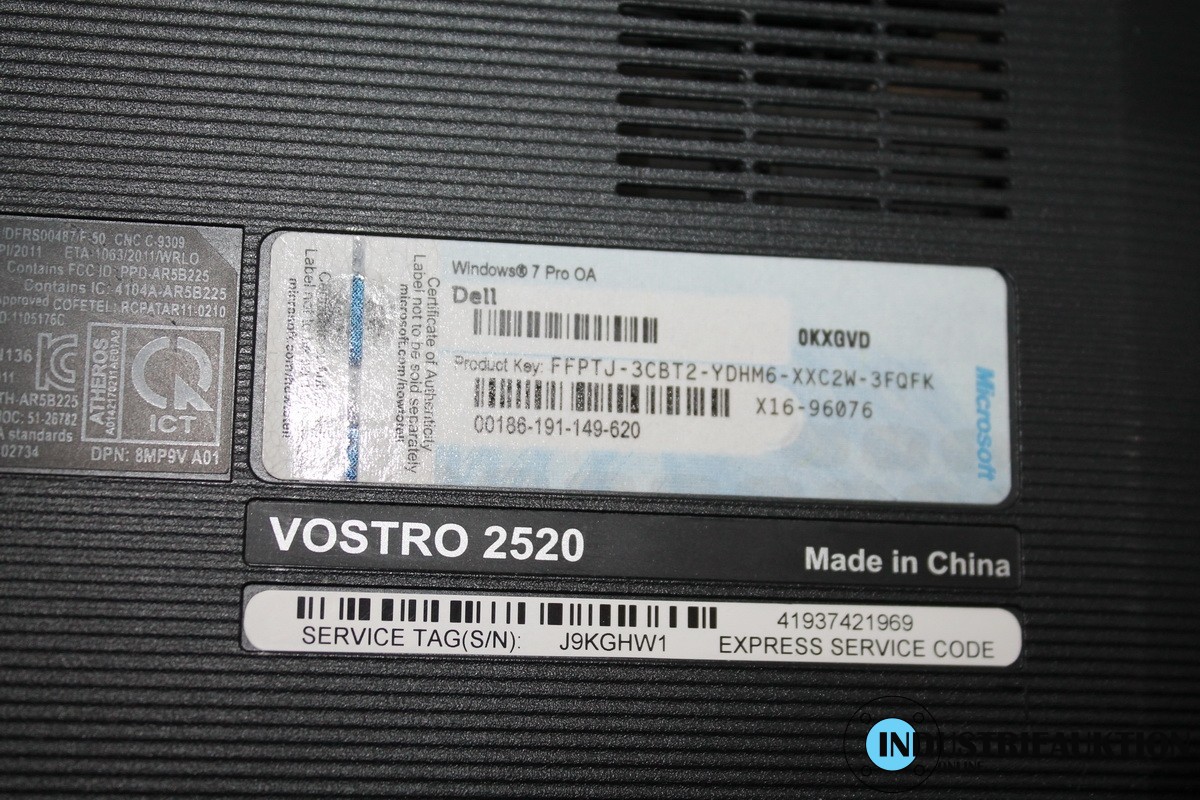 /DFRS00487/F-50 CNC C-9309
ETA-1063/2011/WRLO
Contains FCC ID: PPD-AR5B225
Contains IC: 4104A-AR5B225
Approved COFETEL: RCPATAR11-0210
D:1105176C
ATHEROS
ICT
TH-AR5B225
DOC: 51-26782
A standards
02734
DPN: 8MP9V A01
Certificate of Authenticity
Label not to be sold separately
microsoft.com/howtotell
Windows® 7 Pro OA
Dell
0KXGVD
Product Key: FFPTJ-3CBT2-YDHM6-XXC2W-3FQFK
X16-96076
00186-191-149-620
Microsoft
VOSTRO 2520
Made in China
SERVICE TAG(S/N): J9KGHW1
41937421969
EXPRESS SERVICE CODE
INDUSTRIEAUKTION
ONLINE